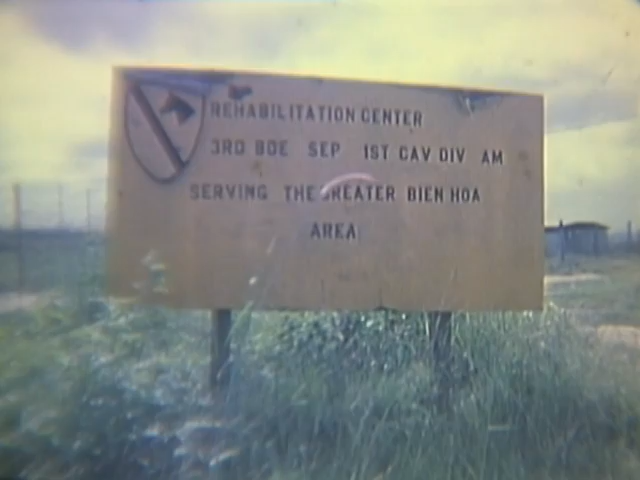 REHABILITATION CENTER
3RD BDE SEP 1ST CAV DIV AM
SERVING THE GREATER BIEN HOA
AREA